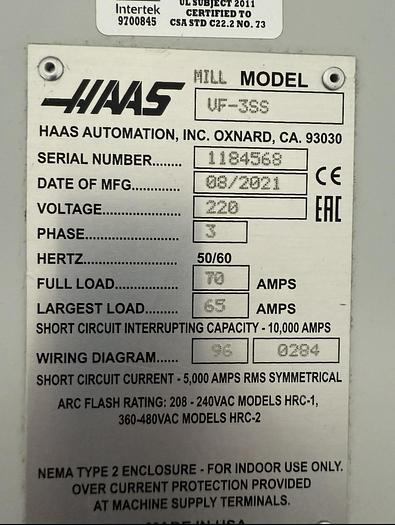 UL SUBJECT 2011
Intertek CERTIFIED TO
9700845 CSA STD C22.2 NO. 73
HAAS MILL MODEL
VF-3SS
HAAS AUTOMATION, INC. OXNARD, CA. 93030
SERIAL NUMBER....... 1184568
DATE OF MFG............. 08/2021 CE
VOLTAGE.................... 220 EAC
PHASE........................ 3
HERTZ........................ 50/60
FULL LOAD................ 70 AMPS
LARGEST LOAD........ 65 AMPS
SHORT CIRCUIT INTERRUPTING CAPACITY - 10,000 AMPS
WIRING DIAGRAM...... 96 0284
SHORT CIRCUIT CURRENT - 5,000 AMPS RMS SYMMETRICAL
ARC FLASH RATING: 208 - 240VAC MODELS HRC-1,
360-480VAC MODELS HRC-2
NEMA TYPE 2 ENCLOSURE - FOR INDOOR USE ONLY.
OVER CURRENT PROTECTION PROVIDED
AT MACHINE SUPPLY TERMINALS.
MADE IN USA